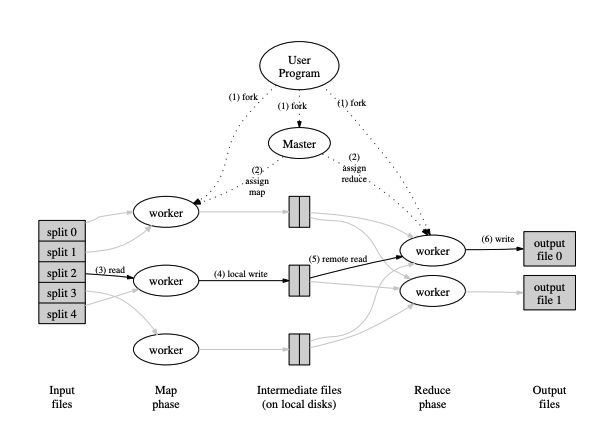 User
Program
(1) fork
(1) fork
(1) fork
Master
(2)
assign
map
(2)
assign
reduce
worker
split 0
split 1
split 2
split 3
split 4
(3) read
worker
(4) local write
(5) remote read
worker
(6) write
output
file 0
worker
output
file 1
worker
Input
files
Map
phase
Intermediate files
(on local disks)
Reduce
phase
Output
files